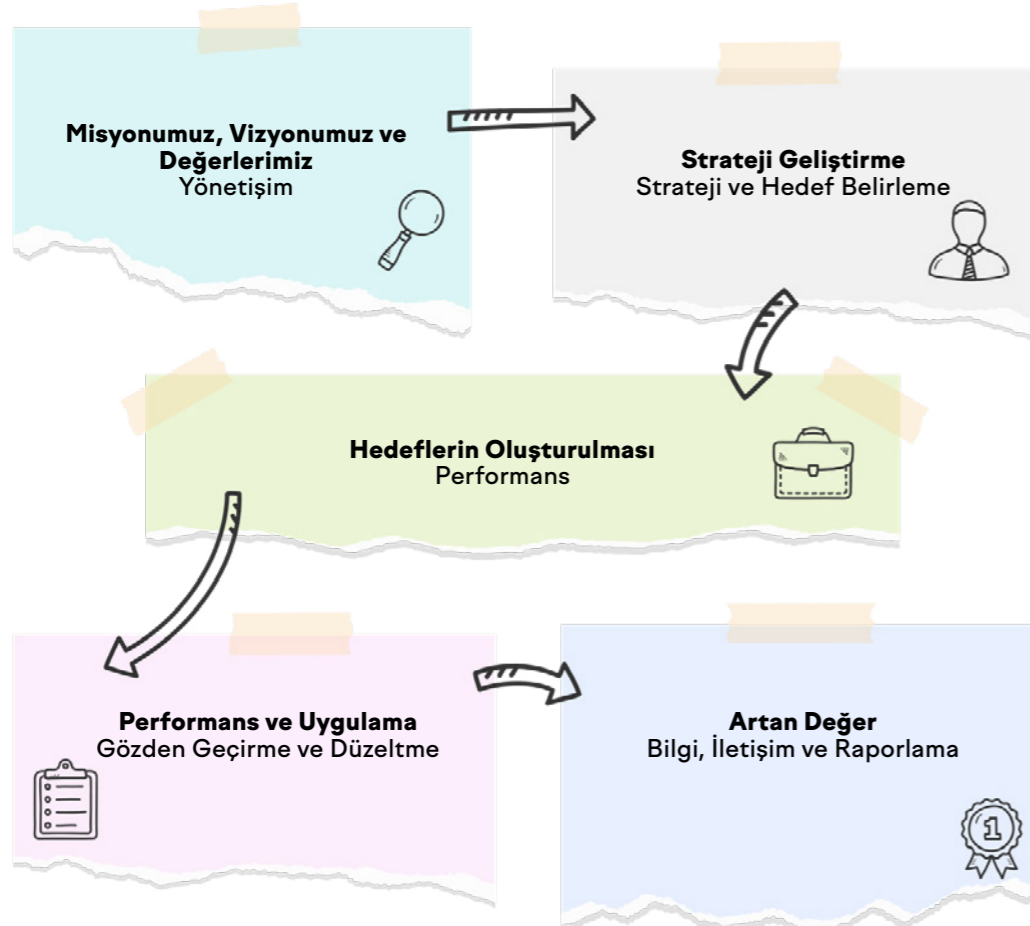 Misyonumuz, Vizyonumuz ve
Değerlerimiz
Yönetişim
Strateji Geliştirme
Strateji ve Hedef Belirleme
Hedeflerin Oluşturulması
Performans
Performans ve Uygulama
Gözden Geçirme ve Düzeltme
Artan Değer
Bilgi, İletişim ve Raporlama
1